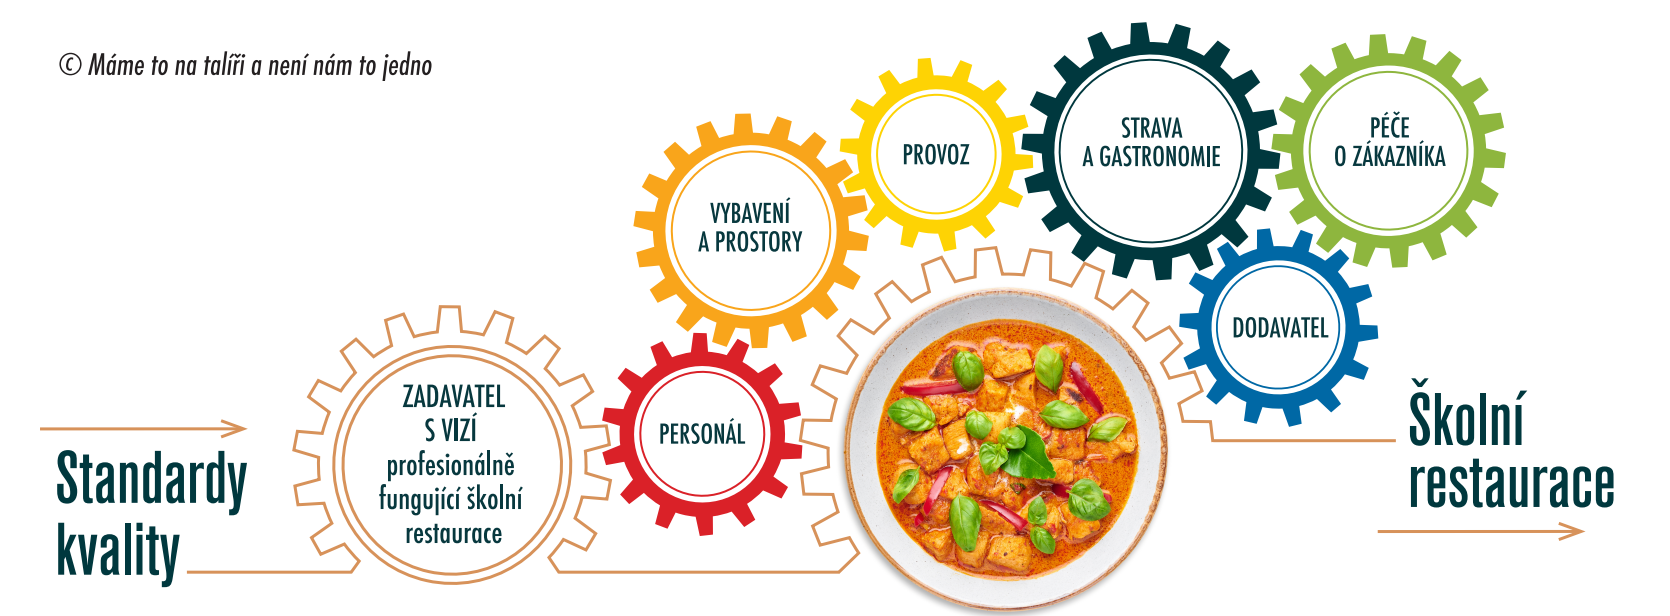 © Máme to na talíři a není nám to jedno
Standardy
kvality
ZADAVATEL
S VIZÍ
profesionálně
fungující školní
restaurace
PERSONÁL
VYBAVENÍ
A PROSTORY
PROVOZ
STRAVA
A GASTRONOMIE
PÉČE
O ZÁKAZNÍKA
DODAVATEL
Školní
restaurace